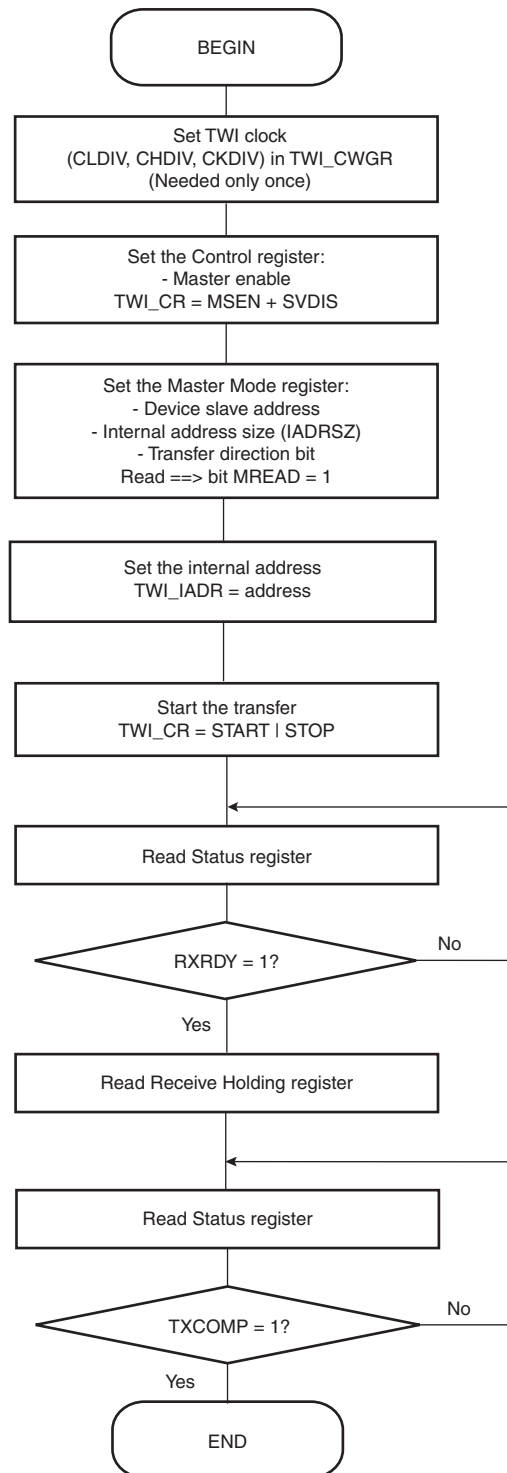 BEGIN
Set TWI clock
(CLDIV, CHDIV, CKDIV) in TWI_CWGR
(Needed only once)
Set the Control register:
- Master enable
TWI_CR = MSEN + SVDIS
Set the Master Mode register:
- Device slave address
- Internal address size (IADRSZ)
- Transfer direction bit
Read ==> bit MREAD = 1
Set the internal address
TWI_IADR = address
Start the transfer
TWI_CR = START | STOP
Read Status register
RXRDY = 1?
No
Yes
Read Receive Holding register
Read Status register
TXCOMP = 1?
No
Yes
END